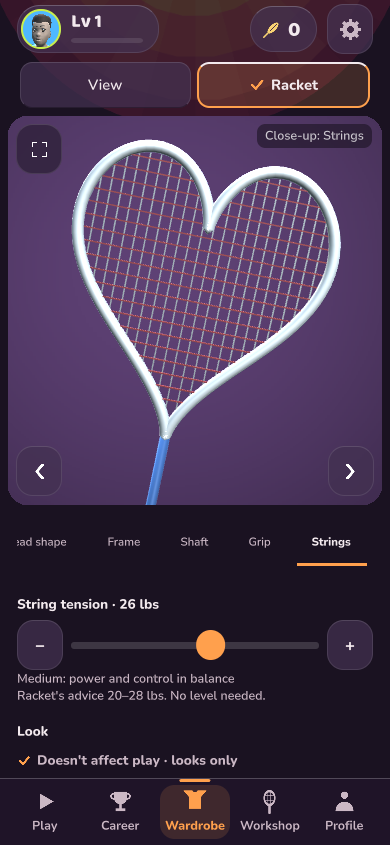 Lv 1
0
View
Racket
Close-up: Strings
ead shape
Frame
Shaft
Grip
Strings
String tension · 26 lbs
Medium: power and control in balance
Racket's advice 20–28 lbs. No level needed.
Look
Doesn't affect play · looks only
Play
Career
Wardrobe
Workshop
Profile